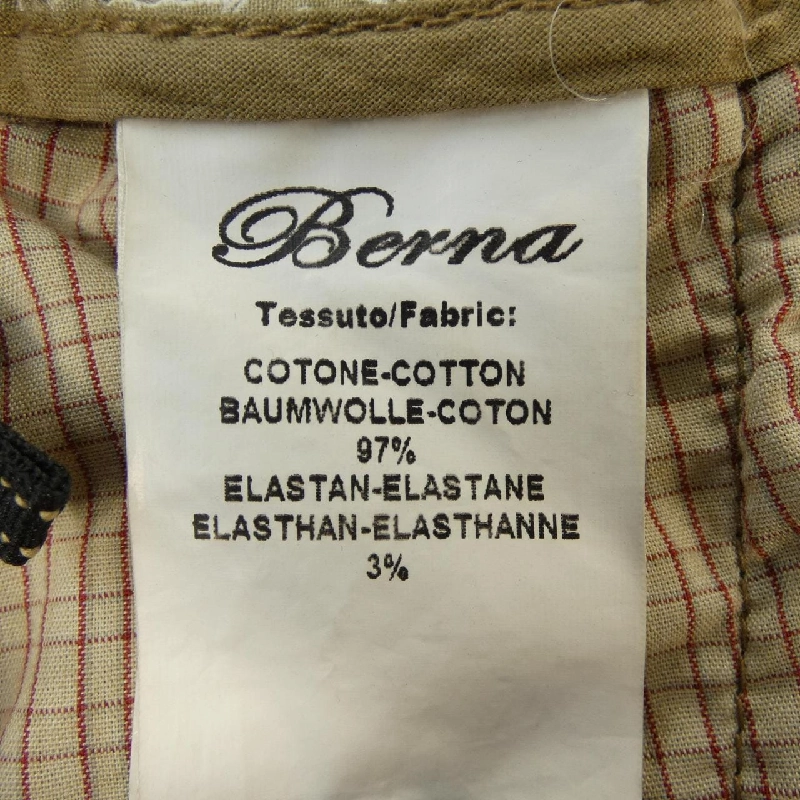 Berna
Tessuto/Fabric:
COTONE-COTTON
BAUMWOLLE-COTON
97%
ELASTAN-ELASTANE
ELASTHAN-ELASTHANNE
3%